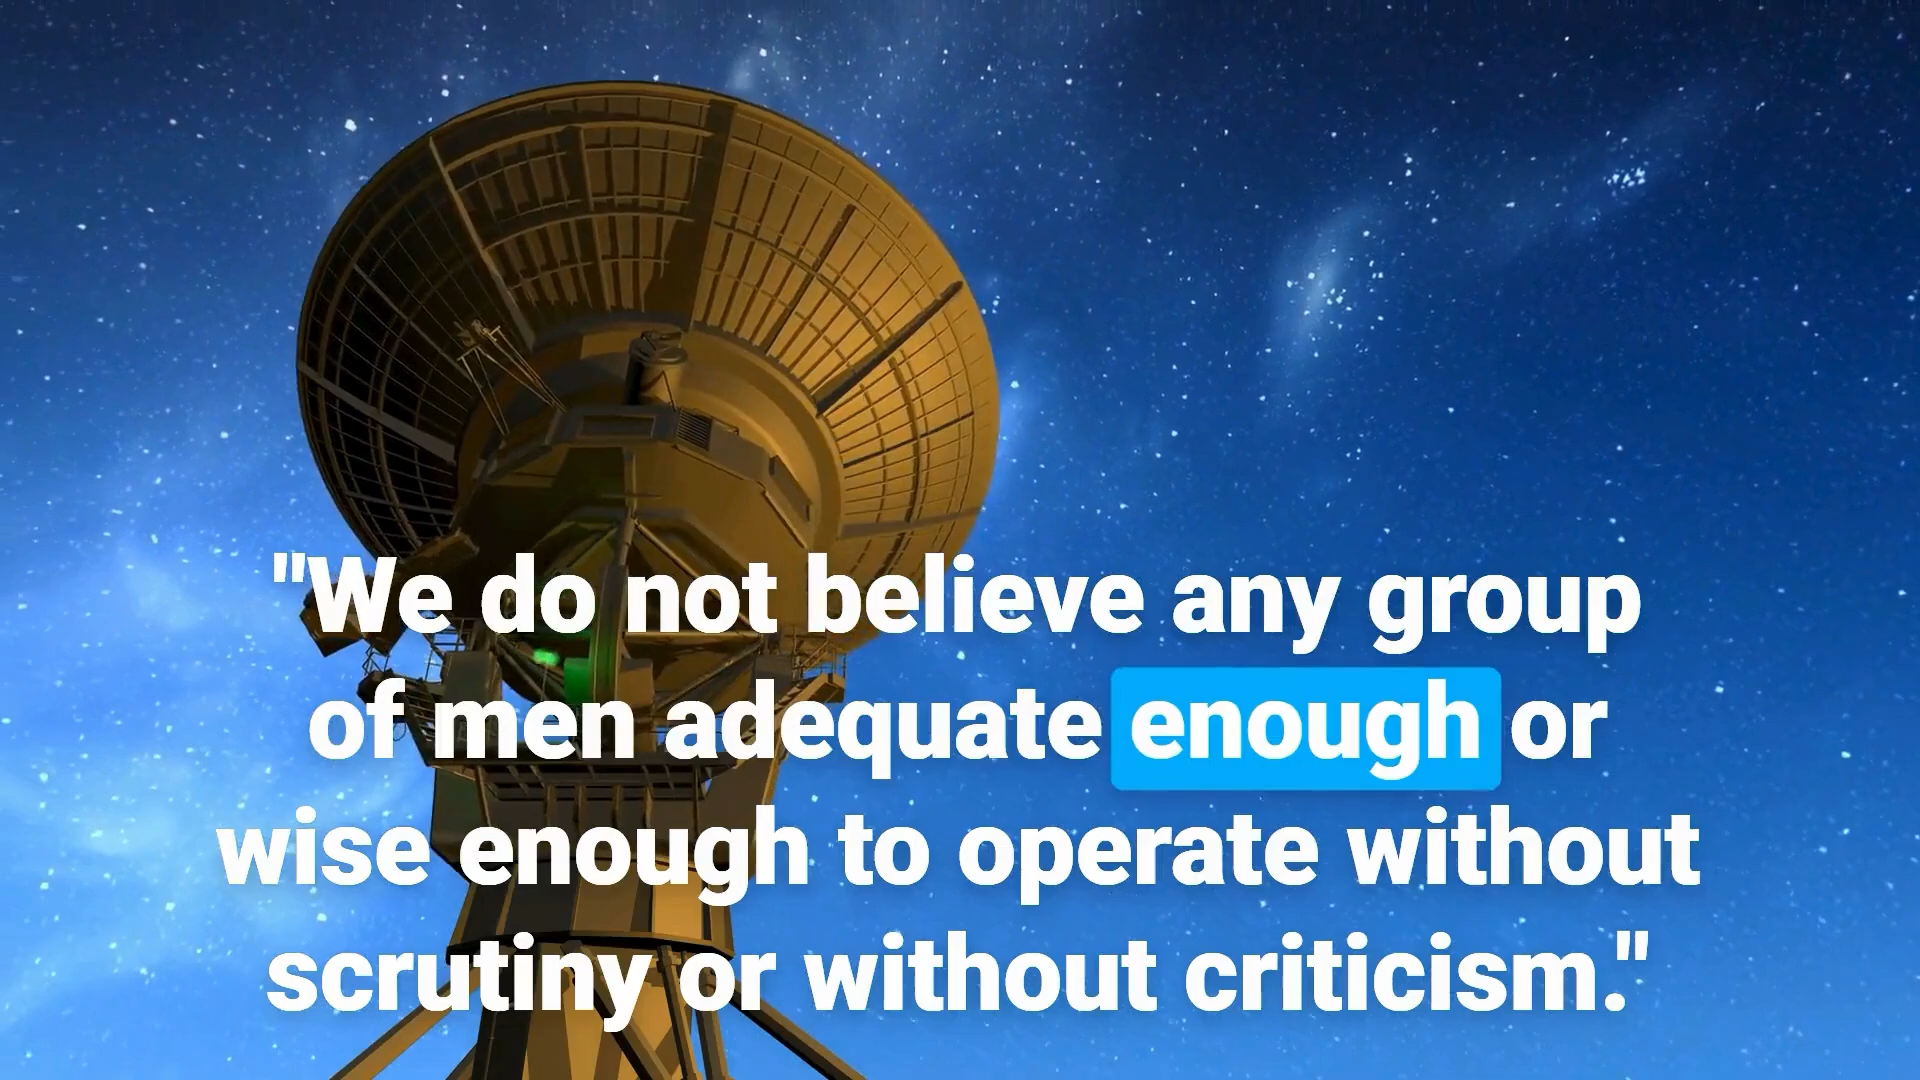 "We do not believe any group
of men adequate enough or
wise enough to operate without
scrutiny or without criticism."